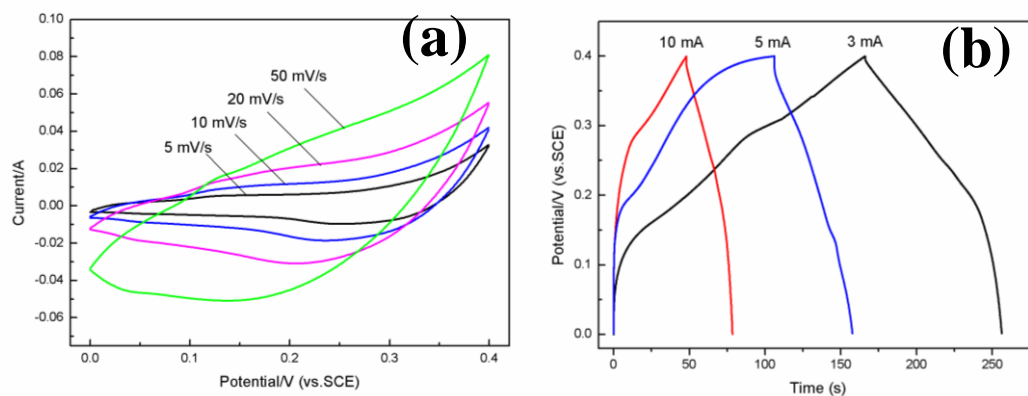 (a)
0.10
0.08
0.06
0.04
0.02
0.00
-0.02
-0.04
-0.06
Current/A
50 mV/s
20 mV/s
10 mV/s
5 mV/s
0.0 0.1 0.2 0.3 0.4
Potential/V (vs.SCE)
(b)
10 mA 5 mA 3 mA
0.4
0.3
0.2
0.1
0.0
Potential/V (vs.SCE)
0 50 100 150 200 250
Time (s)